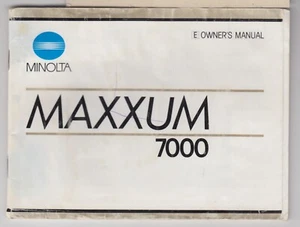 E OWNER'S MANUAL
MINOLTA
MAXXUM
7000